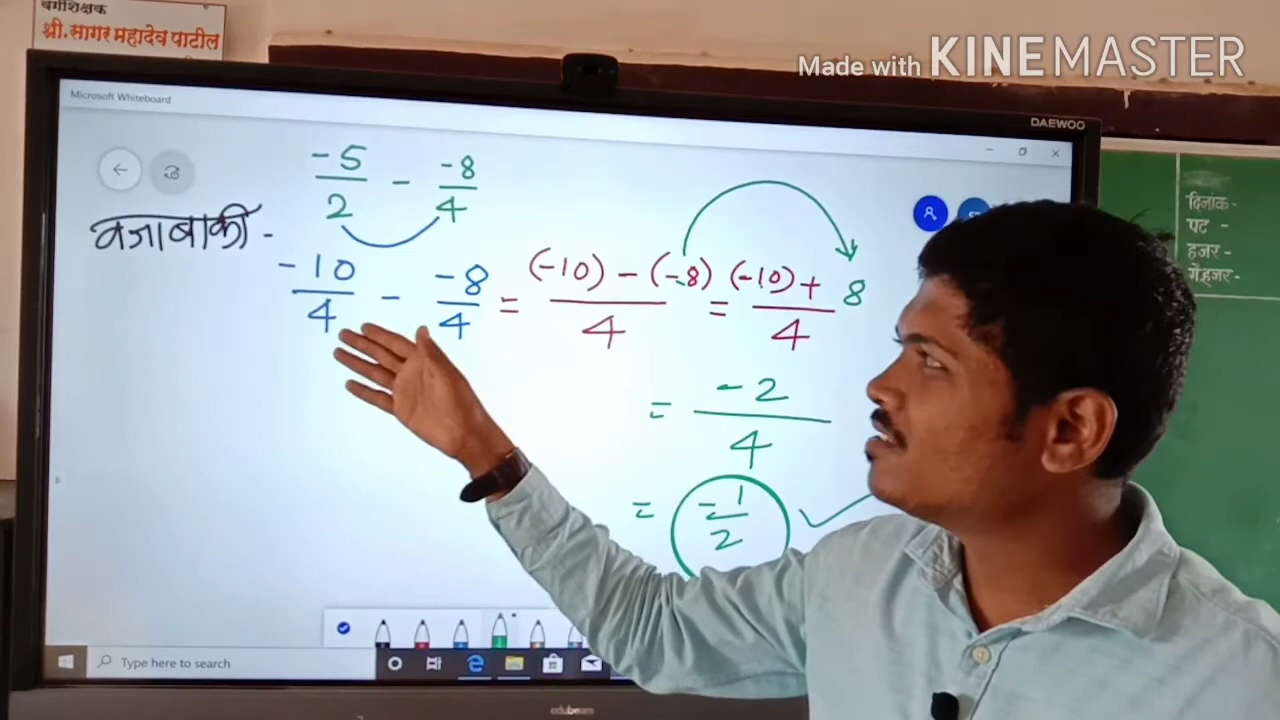 वर्गशिक्षक
श्री.सागर महादेव पाटील
Made with KINEMASTER
Microsoft Whiteboard
DAEWOO
-5/2 - -8/4
वजाबाकी -
-10/4 - -8/4 = (-10) - (-8)/4 = (-10) + 8/4
= -2/4
= -1/2
दिनांक-
पट -
हजर -
गैरहजर-
Type here to search